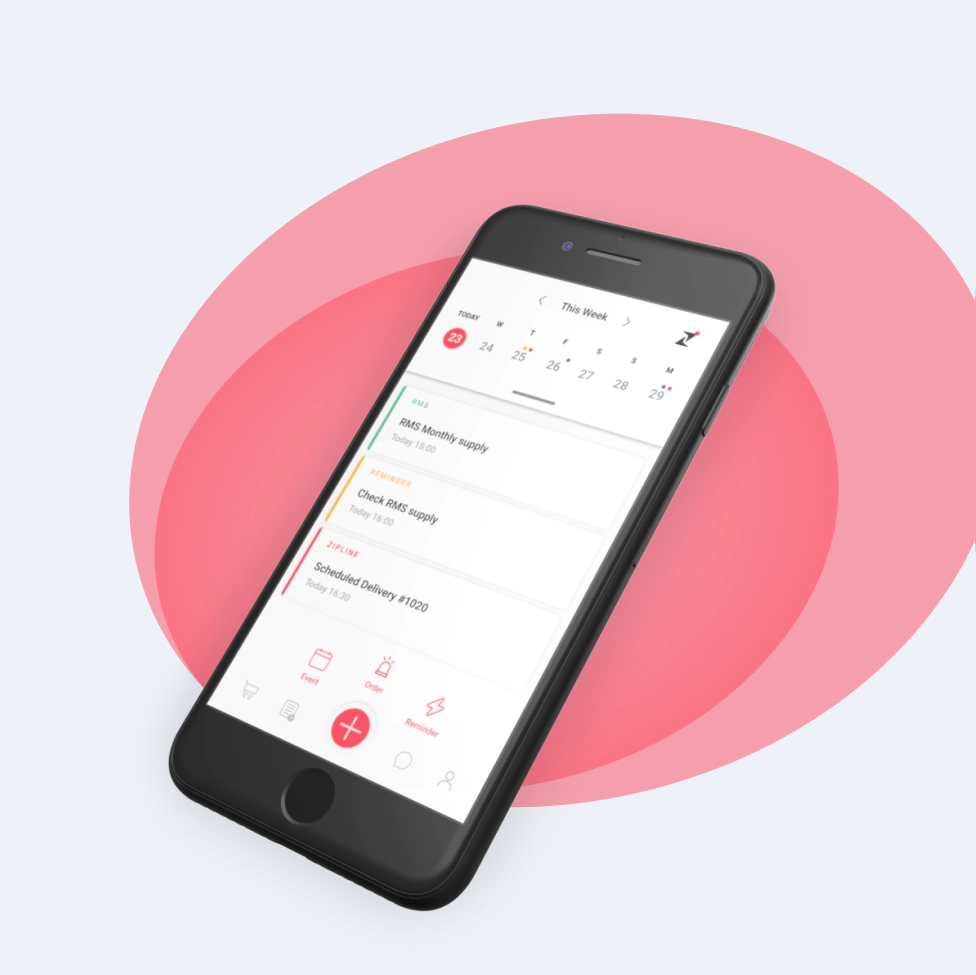 This Week
TODAY W T F S S M
23 24 25 26 27 28 29
RMS
RMS Monthly supply
Today 15:00
REMINDER
Check RMS supply
Today 16:00
ZIPLINE
Scheduled Delivery #1020
Today 16:30
Event Order Reminder